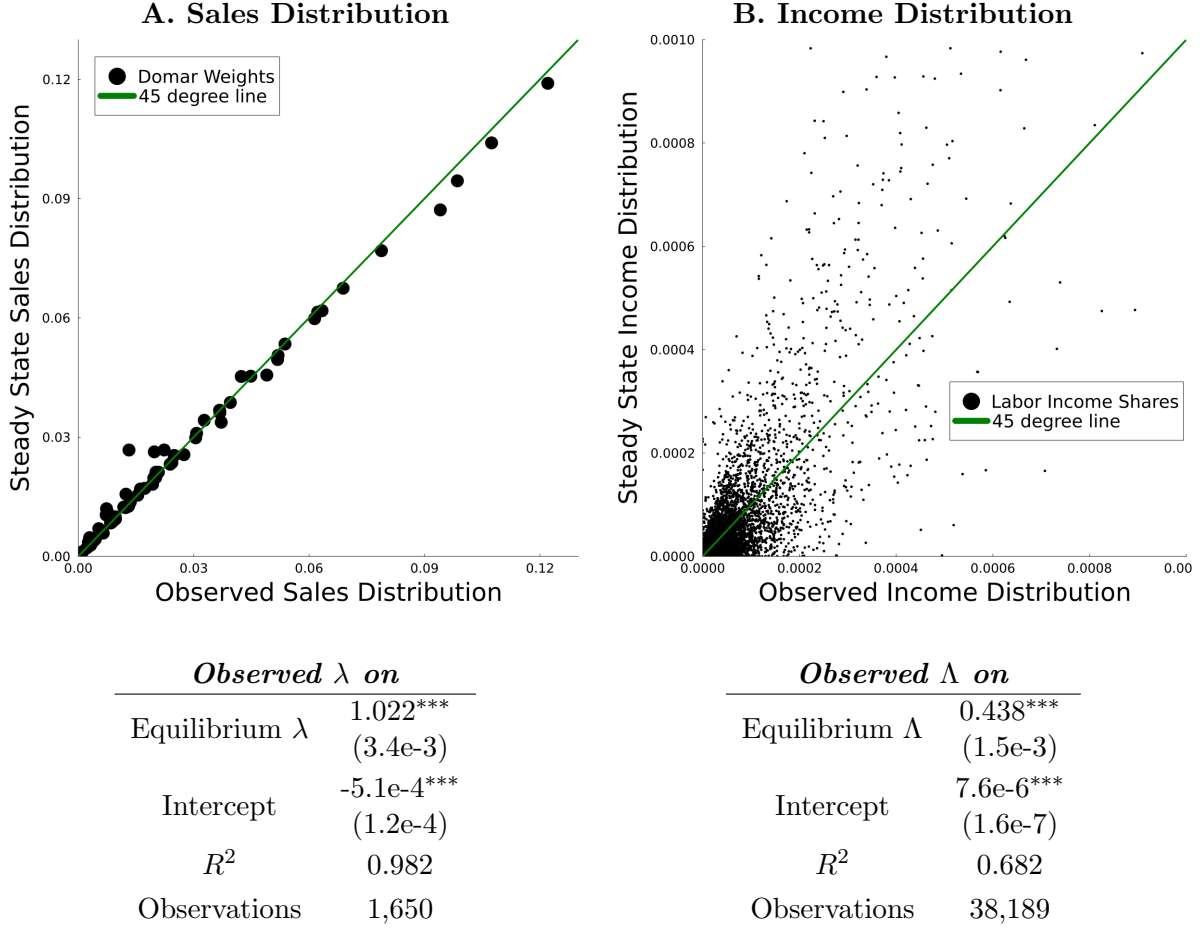 A. Sales Distribution
Steady State Sales Distribution
0.12
0.09
0.06
0.03
0.00
Domar Weights
45 degree line
0.00 0.03 0.06 0.09 0.12
Observed Sales Distribution
B. Income Distribution
Steady State Income Distribution
0.0010
0.0008
0.0006
0.0004
0.0002
0.0000
Labor Income Shares
45 degree line
0.0000 0.0002 0.0004 0.0006 0.0008 0.00
Observed Income Distribution
Observed λ on
Equilibrium λ 1.022***
(3.4e-3)
Intercept -5.1e-4***
(1.2e-4)
R² 0.982
Observations 1,650
Observed Λ on
Equilibrium Λ 0.438***
(1.5e-3)
Intercept 7.6e-6***
(1.6e-7)
R² 0.682
Observations 38,189